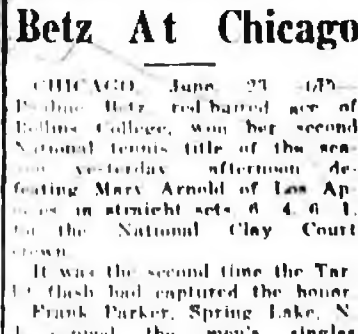 Betz At Chicago
CHICAGO, June 23
Betz red haired ace of
Rollins College, won her second
National tennis title of the sea-
son yesterday afternoon de-
feating Mary Arnold of Los An-
in straight sets 6 4, 6 1,
for the National Clay Court
crown
It was the second time the
flash had captured the honor
Frank Parker, Spring Lake, N
the men's singles